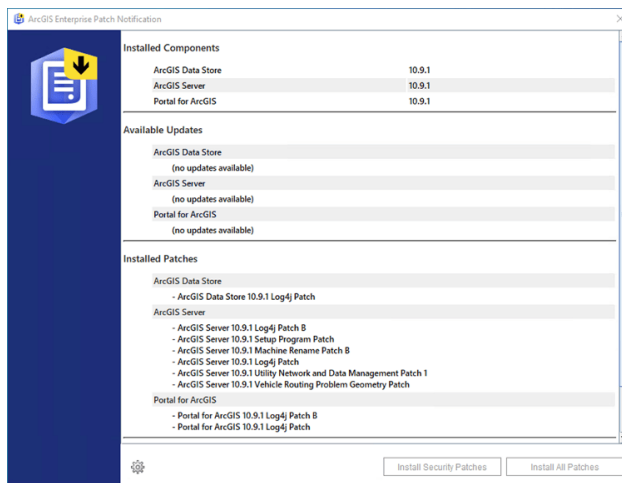 ArcGIS Enterprise Patch Notification
Installed Components
ArcGIS Data Store 10.9.1
ArcGIS Server 10.9.1
Portal for ArcGIS 10.9.1
Available Updates
ArcGIS Data Store
(no updates available)
ArcGIS Server
(no updates available)
Portal for ArcGIS
(no updates available)
Installed Patches
ArcGIS Data Store
- ArcGIS Data Store 10.9.1 Log4j Patch
ArcGIS Server
- ArcGIS Server 10.9.1 Log4j Patch B
- ArcGIS Server 10.9.1 Setup Program Patch
- ArcGIS Server 10.9.1 Machine Rename Patch B
- ArcGIS Server 10.9.1 Log4j Patch
- ArcGIS Server 10.9.1 Utility Network and Data Management Patch 1
- ArcGIS Server 10.9.1 Vehicle Routing Problem Geometry Patch
Portal for ArcGIS
- Portal for ArcGIS 10.9.1 Log4j Patch B
- Portal for ArcGIS 10.9.1 Log4j Patch
Install Security Patches
Install All Patches